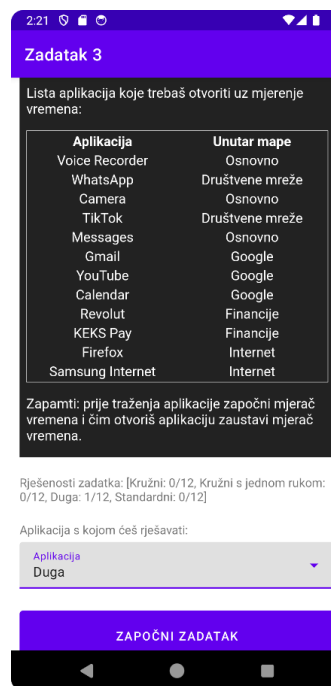 2:21
Zadatak 3
Lista aplikacija koje trebaš otvoriti uz mjerenje
vremena:
Aplikacija Unutar mape
Voice Recorder Osnovno
WhatsApp Društvene mreže
Camera Osnovno
TikTok Društvene mreže
Messages Osnovno
Gmail Google
YouTube Google
Calendar Google
Revolut Financije
KEKS Pay Financije
Firefox Internet
Samsung Internet Internet
Zapamti: prije traženja aplikacije započni mjerač
vremena i čim otvoriš aplikaciju zaustavi mjerač
vremena.
Rješenosti zadatka: [Kružni: 0/12, Kružni s jednom rukom:
0/12, Duga: 1/12, Standardni: 0/12]
Aplikacija s kojom ćeš rješavati:
Aplikacija
Duga
ZAPOČNI ZADATAK